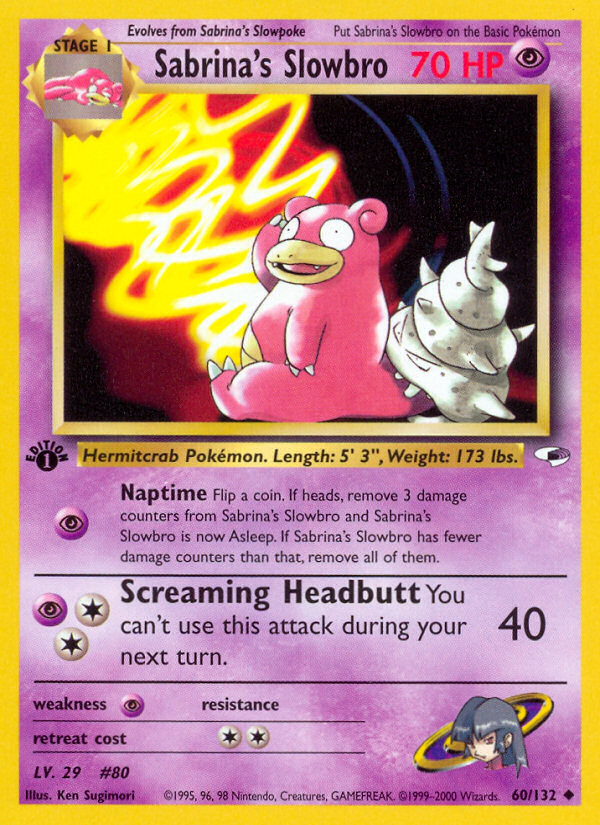 Evolves from Sabrina's Slowpoke
Put Sabrina's Slowbro on the Basic Pokémon
STAGE 1
Sabrina's Slowbro 70 HP
EDITION 1
Hermitcrab Pokémon. Length: 5' 3", Weight: 173 lbs.
Naptime Flip a coin. If heads, remove 3 damage
counters from Sabrina's Slowbro and Sabrina's
Slowbro is now Asleep. If Sabrina's Slowbro has fewer
damage counters than that, remove all of them.
Screaming Headbutt You
can't use this attack during your
next turn.
40
weakness
resistance
retreat cost
LV. 29 #80
Illus. Ken Sugimori
©1995, 96, 98 Nintendo, Creatures, GAMEFREAK. ©1999-2000 Wizards.
60/132